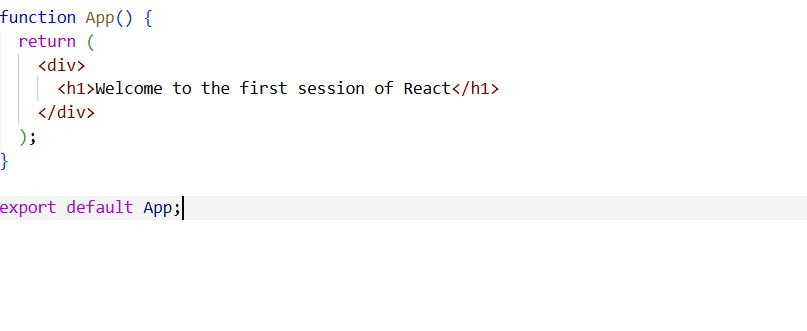 function App() {
  return (
    <div>
      <h1>Welcome to the first session of React</h1>
    </div>
  );
}
export default App;